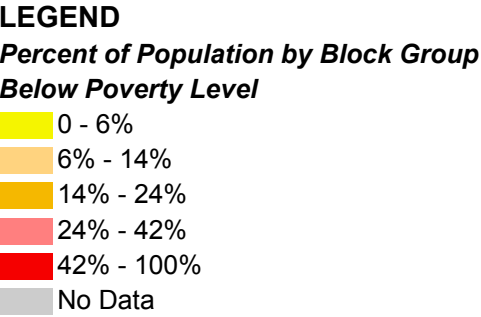 LEGEND
Percent of Population by Block Group
Below Poverty Level
0 - 6%
6% - 14%
14% - 24%
24% - 42%
42% - 100%
No Data